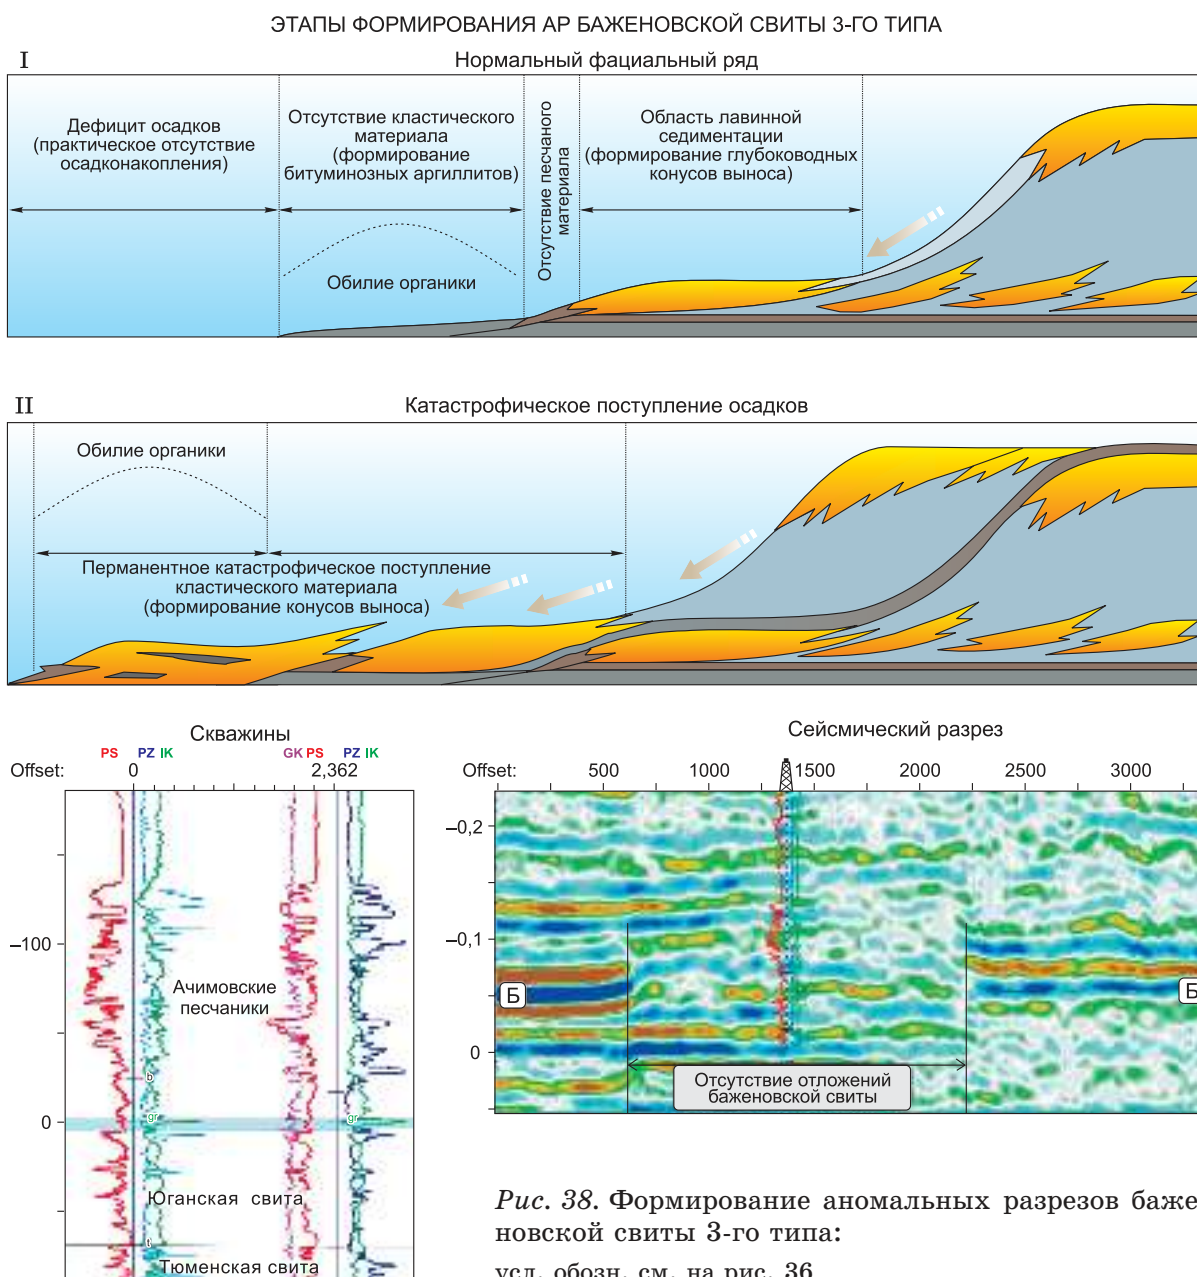 ЭТАПЫ ФОРМИРОВАНИЯ АР БАЖЕНОВСКОЙ СВИТЫ 3-ГО ТИПА
I
Нормальный фациальный ряд
Дефицит осадков
(практическое отсутствие
осадконакопления)
Отсутствие кластического
материала
(формирование
битуминозных аргиллитов)
Обилие органики
Отсутствие песчаного
материала
Область лавинной
седиментации
(формирование глубоководных
конусов выноса)
II
Катастрофическое поступление осадков
Обилие органики
Перманентное катастрофическое поступление
кластического материала
(формирование конусов выноса)
Скважины
PS PZ IK GK PS PZ IK
Offset: 0 2,362
–100
Ачимовские
песчаники
b
gr gr
0
Юганская свита
t
Тюменская свита
Сейсмический разрез
Offset: 500 1000 1500 2000 2500 3000
–0,2
–0,1
Б Б
0
Отсутствие отложений
баженовской свиты
Рис. 38. Формирование аномальных разрезов баже-
новской свиты 3-го типа:
усл. обозн. см. на рис. 36